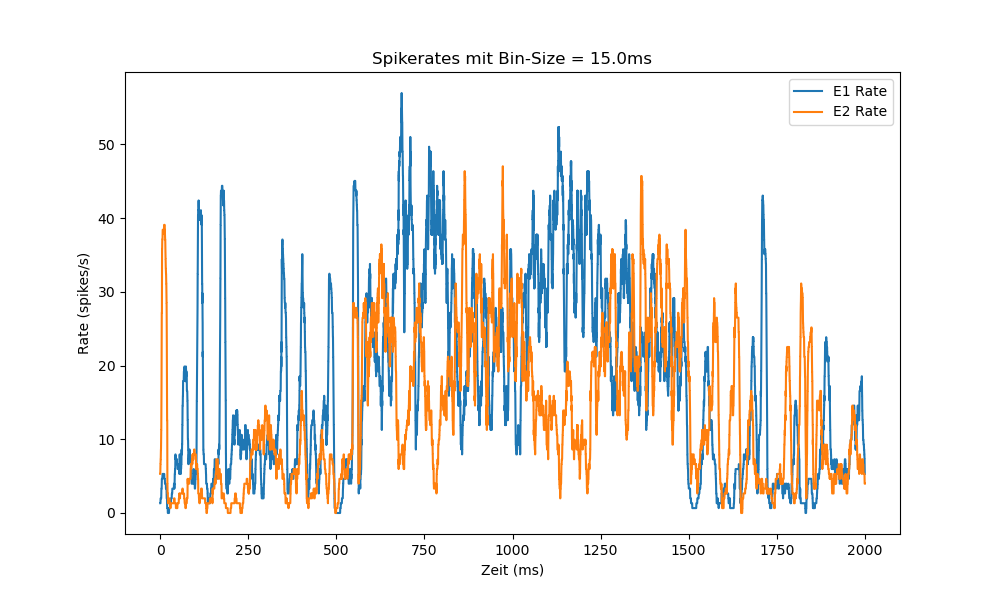 Spikerates mit Bin-Size = 15.0ms
E1 Rate
E2 Rate
Rate (spikes/s)
50
40
30
20
10
0
0 250 500 750 1000 1250 1500 1750 2000
Zeit (ms)